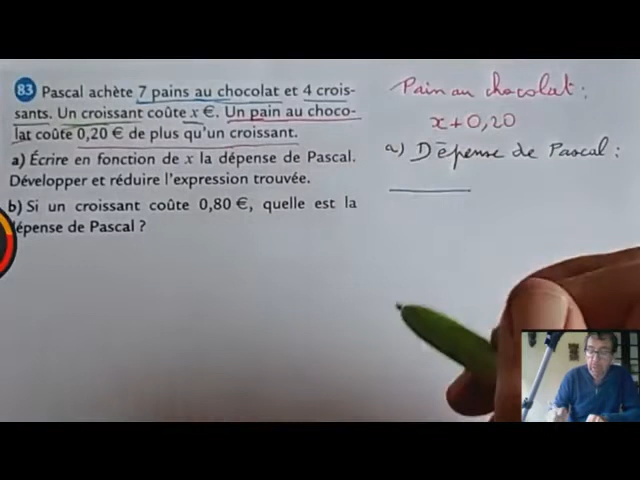 83 Pascal achète 7 pains au chocolat et 4 crois-
sants. Un croissant coûte x €. Un pain au choco-
lat coûte 0,20 € de plus qu'un croissant.
a) Écrire en fonction de x la dépense de Pascal.
Développer et réduire l'expression trouvée.
b) Si un croissant coûte 0,80 €, quelle est la
dépense de Pascal ?
Pain au chocolat :
x + 0,20
a) Dépense de Pascal :